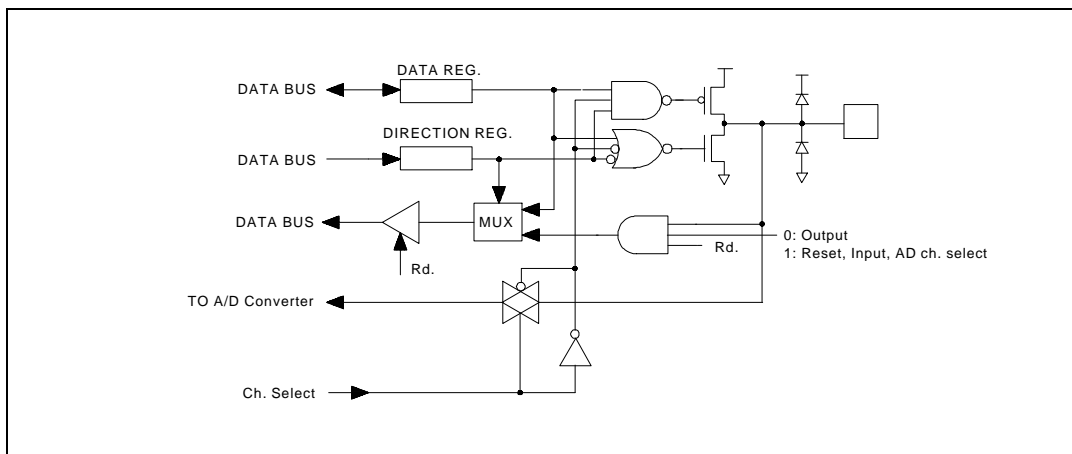 DATA REG.
DATA BUS
DIRECTION REG.
DATA BUS
DATA BUS
MUX
0: Output
Rd.
1: Reset, Input, AD ch. select
Rd.
TO A/D Converter
Ch. Select